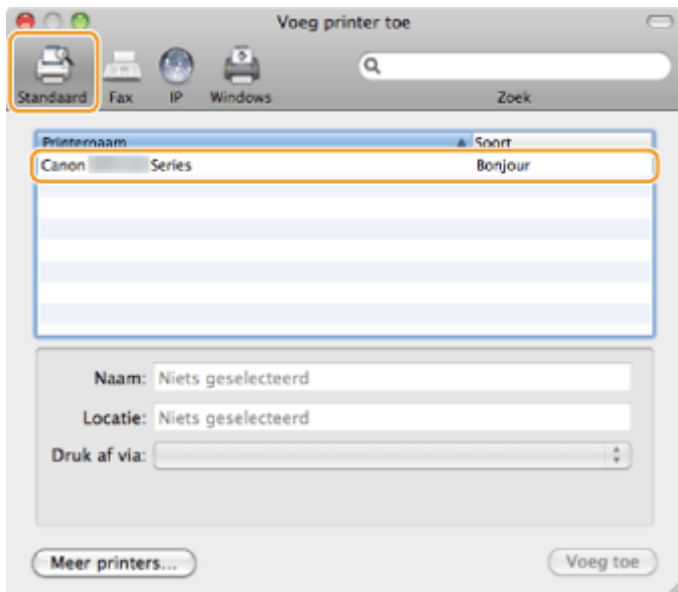 Voeg printer toe
Standaard Fax IP Windows Zoek
Printernaam Soort
Canon Series Bonjour
Naam: Niets geselecteerd
Locatie: Niets geselecteerd
Druk af via:
Meer printers... Voeg toe